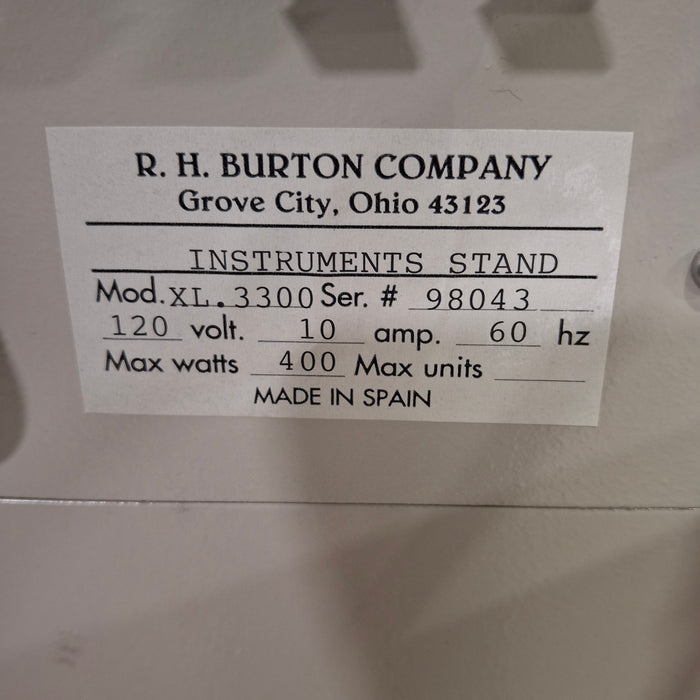 R. H. BURTON COMPANY
Grove City, Ohio 43123
INSTRUMENTS STAND
Mod. XL.3300 Ser. # 98043
120 volt. 10 amp. 60 hz
Max watts 400 Max units
MADE IN SPAIN